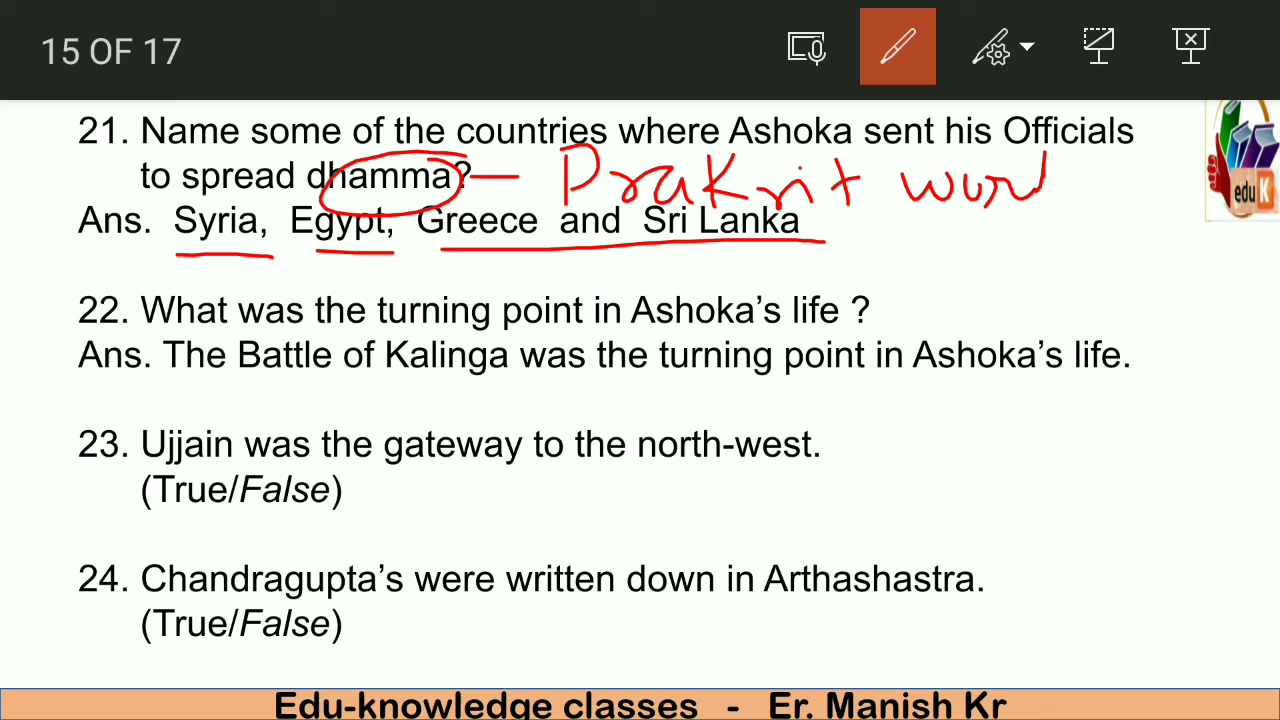 15 OF 17
21. Name some of the countries where Ashoka sent his Officials
to spread dhamma? — Prakrit word
Ans. Syria, Egypt, Greece and Sri Lanka
22. What was the turning point in Ashoka’s life ?
Ans. The Battle of Kalinga was the turning point in Ashoka’s life.
23. Ujjain was the gateway to the north-west.
(True/False)
24. Chandragupta’s were written down in Arthashastra.
(True/False)
edu K
Edu-knowledge classes - Er. Manish Kr